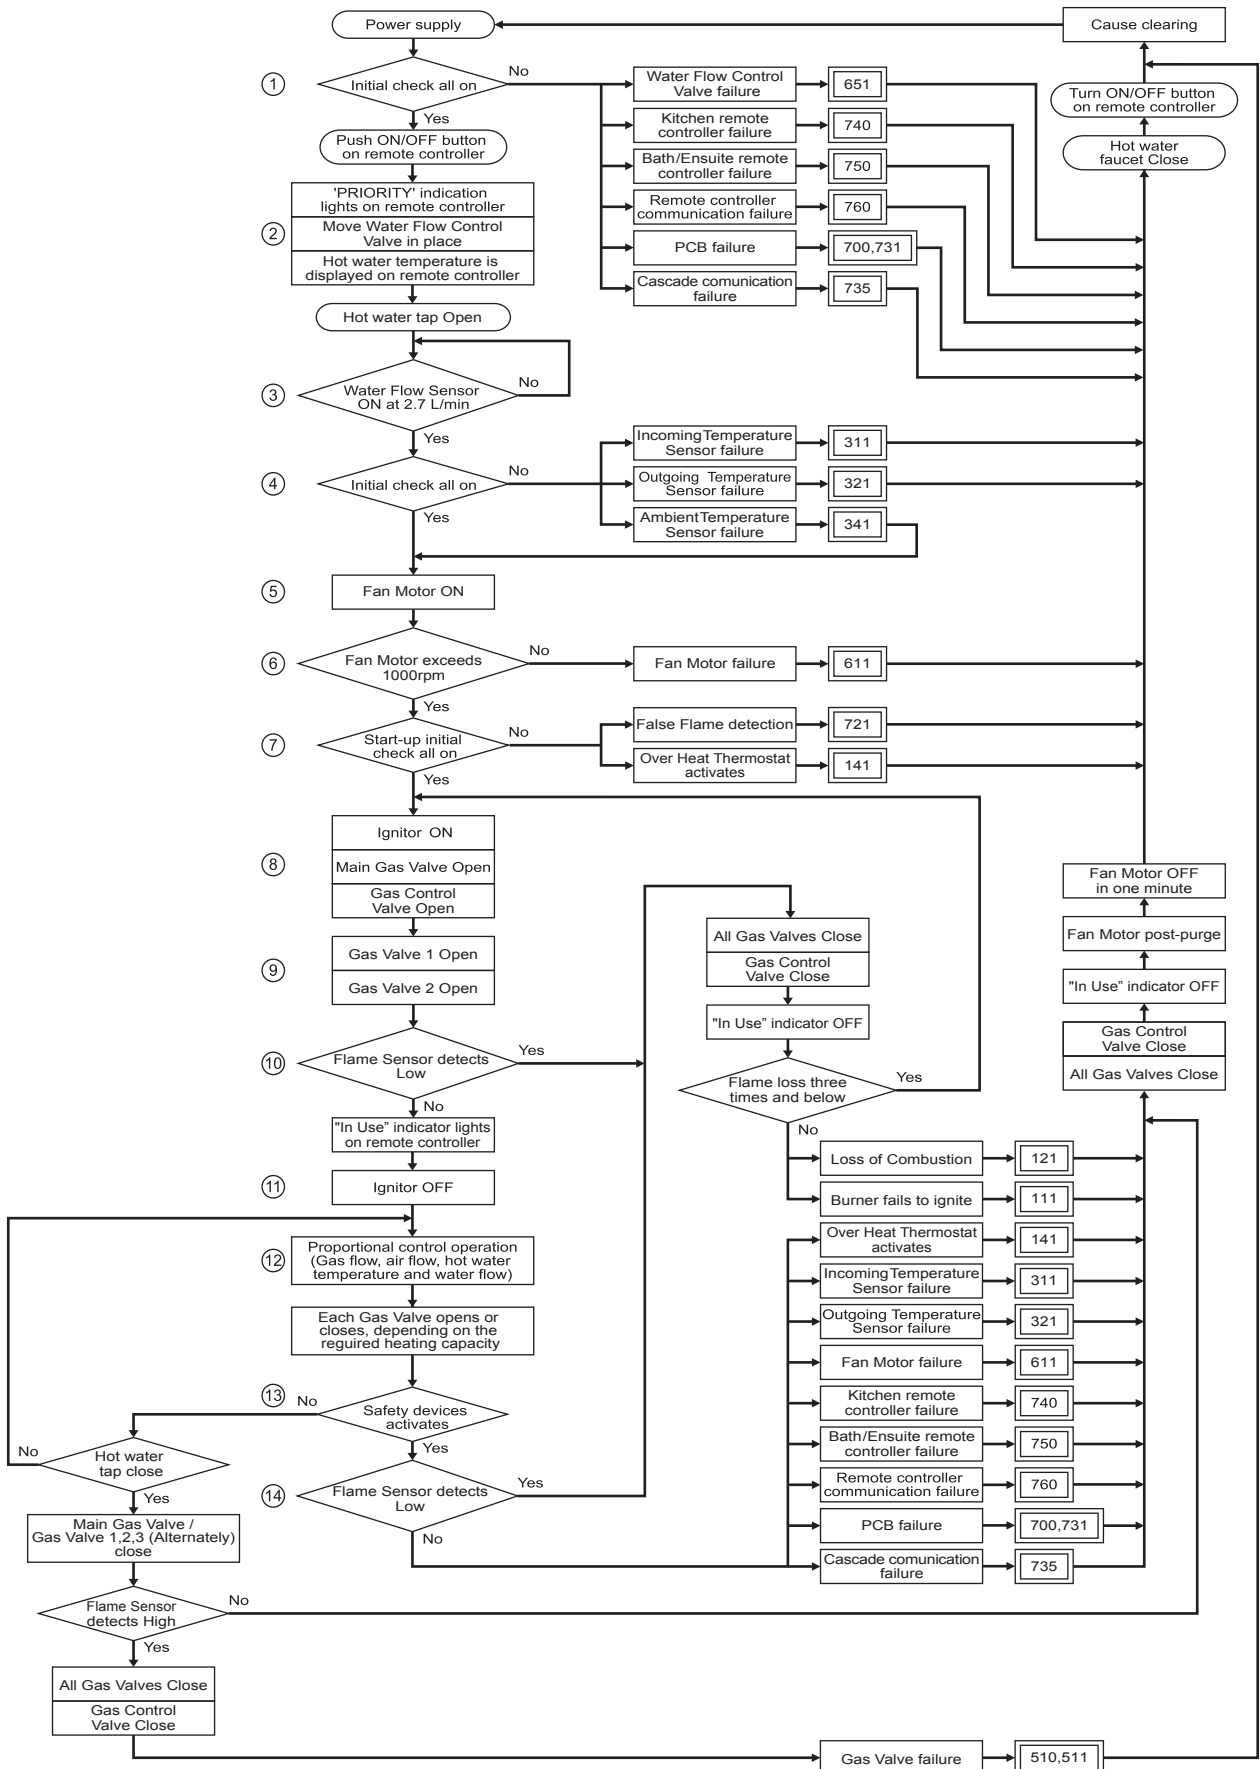 Power supply
Cause clearing
1
Initial check all on
No
Yes
Water Flow Control
Valve failure
651
Kitchen remote
controller failure
740
Bath/Ensuite remote
controller failure
750
Remote controller
communication failure
760
PCB failure
700,731
Cascade comunication
failure
735
Turn ON/OFF button
on remote controller
Hot water
faucet Close
Push ON/OFF button
on remote controller
2
'PRIORITY' indication
lights on remote controller
Move Water Flow Control
Valve in place
Hot water temperature is
displayed on remote controller
Hot water tap Open
3
Water Flow Sensor
ON at 2.7 L/min
No
Yes
4
Initial check all on
No
Yes
Incoming Temperature
Sensor failure
311
Outgoing Temperature
Sensor failure
321
Ambient Temperature
Sensor failure
341
5
Fan Motor ON
6
Fan Motor exceeds
1000rpm
No
Yes
Fan Motor failure
611
7
Start-up initial
check all on
No
Yes
False Flame detection
721
Over Heat Thermostat
activates
141
8
Ignitor ON
Main Gas Valve Open
Gas Control
Valve Open
9
Gas Valve 1 Open
Gas Valve 2 Open
10
Flame Sensor detects
Low
Yes
No
"In Use" indicator lights
on remote controller
11
Ignitor OFF
12
Proportional control operation
(Gas flow, air flow, hot water
temperature and water flow)
Each Gas Valve opens or
closes, depending on the
reguired heating capacity
13
Safety devices
activates
No
Yes
14
Flame Sensor detects
Low
Yes
No
All Gas Valves Close
Gas Control
Valve Close
"In Use" indicator OFF
Flame loss three
times and below
Yes
No
Loss of Combustion
121
Burner fails to ignite
111
Over Heat Thermostat
activates
141
Incoming Temperature
Sensor failure
311
Outgoing Temperature
Sensor failure
321
Fan Motor failure
611
Kitchen remote
controller failure
740
Bath/Ensuite remote
controller failure
750
Remote controller
communication failure
760
PCB failure
700,731
Cascade comunication
failure
735
Fan Motor OFF
in one minute
Fan Motor post-purge
"In Use" indicator OFF
Gas Control
Valve Close
All Gas Valves Close
Hot water
tap close
No
Yes
Main Gas Valve /
Gas Valve 1,2,3 (Alternately)
close
Flame Sensor
detects High
No
Yes
All Gas Valves Close
Gas Control
Valve Close
Gas Valve failure
510,511